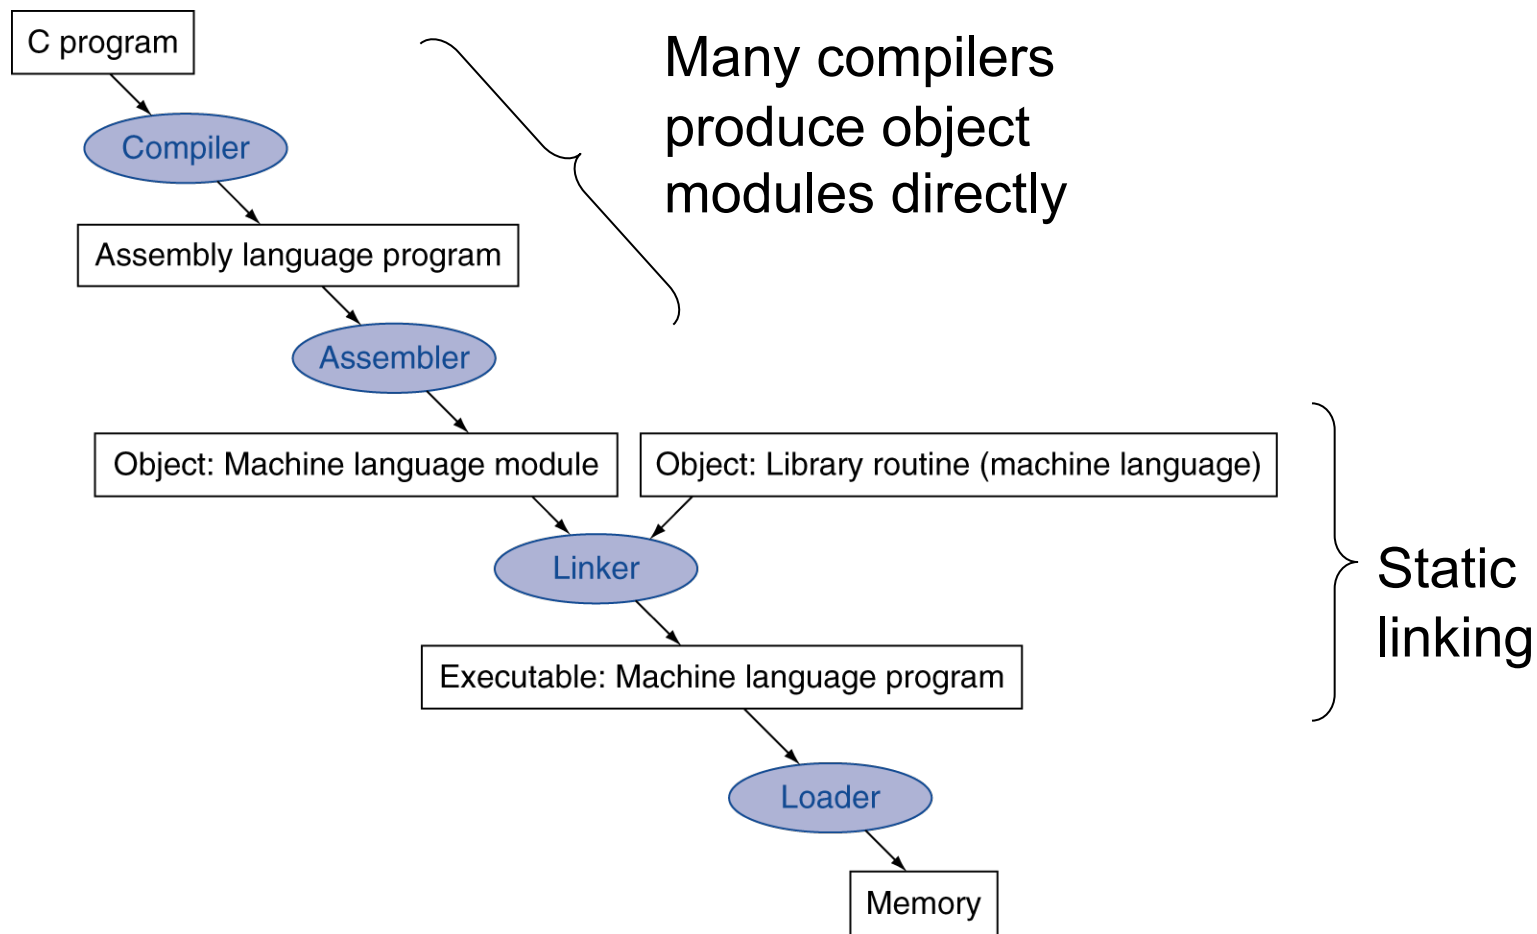 C program
Many compilers
produce object
modules directly
Compiler
Assembly language program
Assembler
Object: Machine language module
Object: Library routine (machine language)
Linker
Static
linking
Executable: Machine language program
Loader
Memory